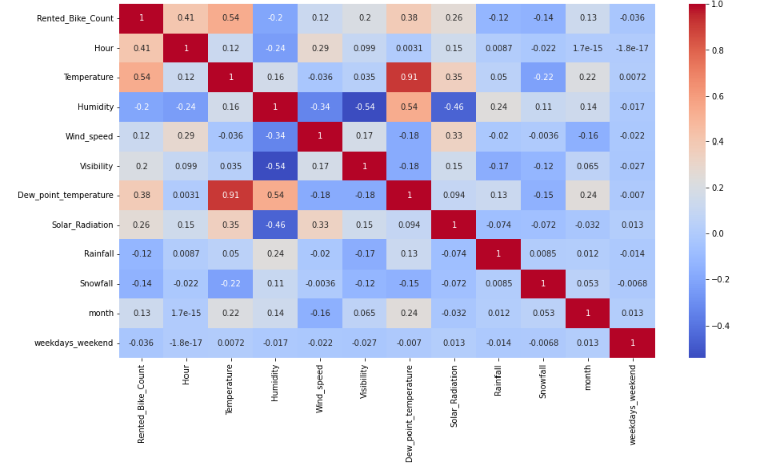 Rented_Bike_Count 1 0.41 0.54 -0.2 0.12 0.2 0.38 0.26 -0.12 -0.14 0.13 -0.036
Hour 0.41 1 0.12 -0.24 0.29 0.099 0.0031 0.15 0.0087 -0.022 1.7e-15 -1.8e-17
Temperature 0.54 0.12 1 0.16 -0.036 0.035 0.91 0.35 0.05 -0.22 0.22 0.0072
Humidity -0.2 -0.24 0.16 1 -0.34 -0.54 0.54 -0.46 0.24 0.11 0.14 -0.017
Wind_speed 0.12 0.29 -0.036 -0.34 1 0.17 -0.18 0.33 -0.02 -0.0036 -0.16 -0.022
Visibility 0.2 0.099 0.035 -0.54 0.17 1 -0.18 0.15 -0.17 -0.12 0.065 -0.027
Dew_point_temperature 0.38 0.0031 0.91 0.54 -0.18 -0.18 1 0.094 0.13 -0.15 0.24 -0.007
Solar_Radiation 0.26 0.15 0.35 -0.46 0.33 0.15 0.094 1 -0.074 -0.072 -0.032 0.013
Rainfall -0.12 0.0087 0.05 0.24 -0.02 -0.17 0.13 -0.074 1 0.0085 0.012 -0.014
Snowfall -0.14 -0.022 -0.22 0.11 -0.0036 -0.12 -0.15 -0.072 0.0085 1 0.053 -0.0068
month 0.13 1.7e-15 0.22 0.14 -0.16 0.065 0.24 -0.032 0.012 0.053 1 0.013
weekdays_weekend -0.036 -1.8e-17 0.0072 -0.017 -0.022 -0.027 -0.007 0.013 -0.014 -0.0068 0.013 1
Rented_Bike_Count
Hour
Temperature
Humidity
Wind_speed
Visibility
Dew_point_temperature
Solar_Radiation
Rainfall
Snowfall
month
weekdays_weekend
1.0
0.8
0.6
0.4
0.2
0.0
−0.2
−0.4